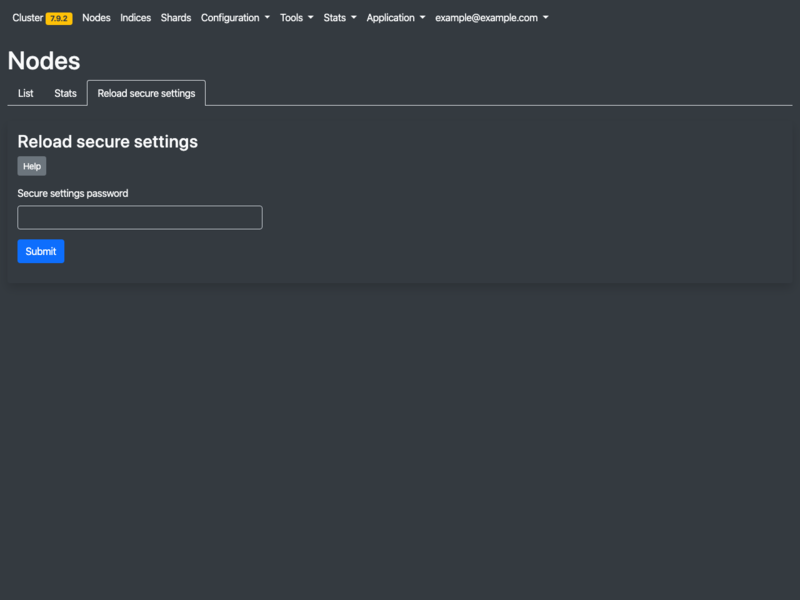 Cluster 7.9.2 Nodes Indices Shards Configuration Tools Stats Application example@example.com
Nodes
List Stats Reload secure settings
Reload secure settings
Help
Secure settings password
Submit